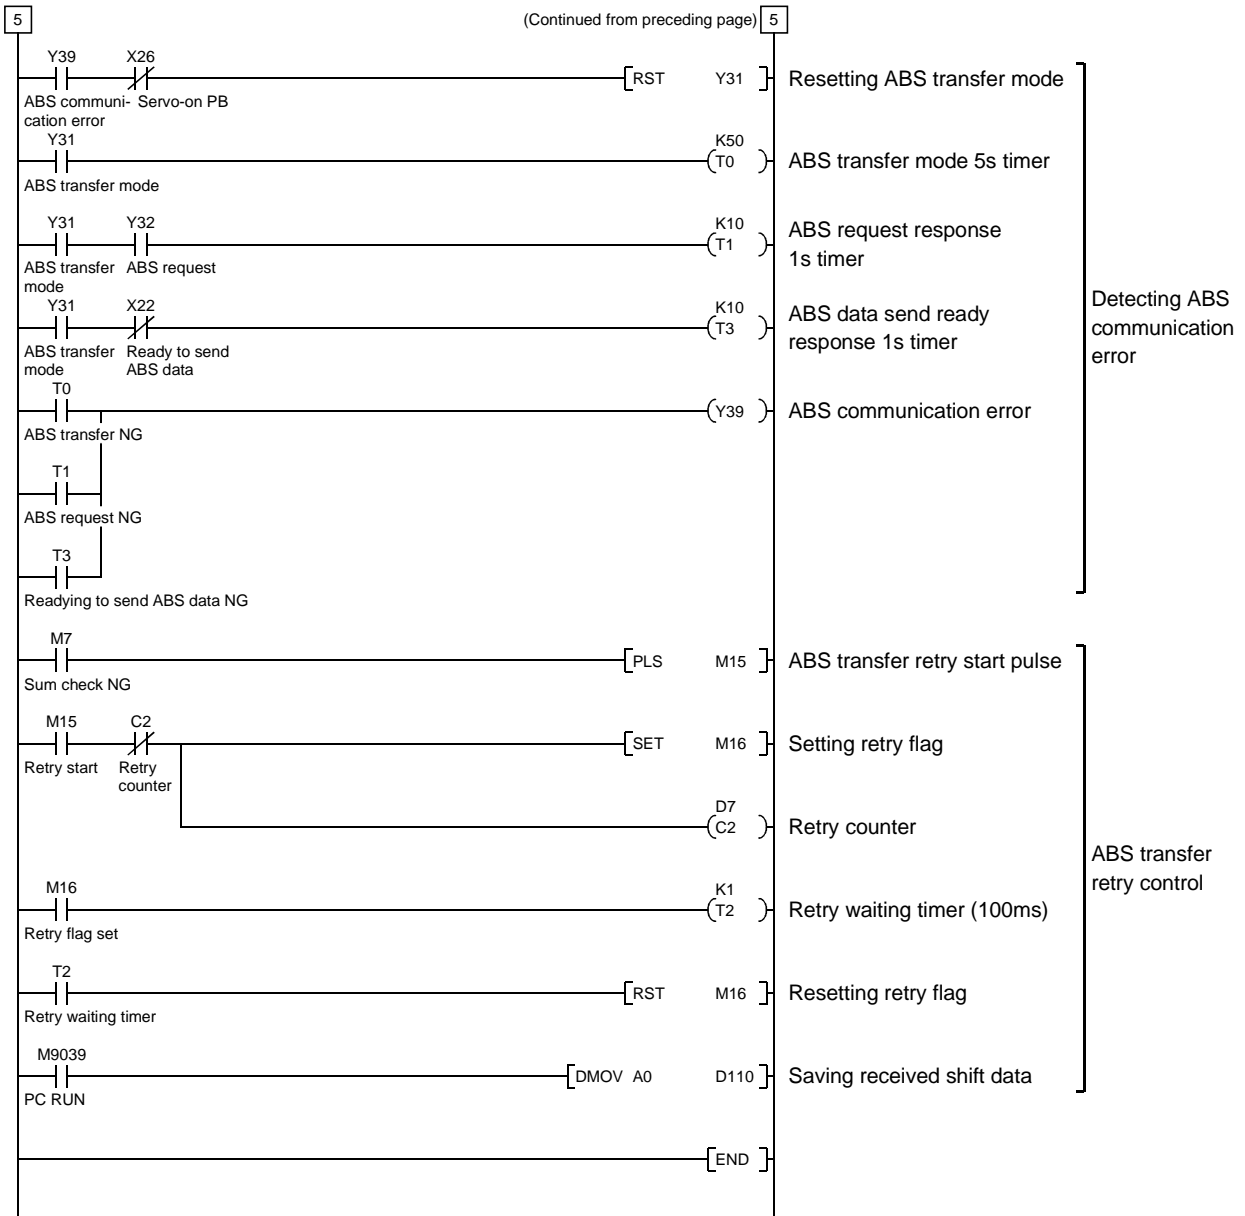 5
(Continued from preceding page) 5
Y39 X26
RST Y31 Resetting ABS transfer mode
ABS communi- Servo-on PB
cation error
Y31 K50
T0 ABS transfer mode 5s timer
ABS transfer mode
Y31 Y32 K10
T1 ABS request response
1s timer
ABS transfer ABS request
mode
Y31 X22 K10
T3 ABS data send ready
response 1s timer
ABS transfer Ready to send
mode ABS data
Detecting ABS
communication
error
T0
Y39 ABS communication error
ABS transfer NG
T1
ABS request NG
T3
Readying to send ABS data NG
M7
PLS M15 ABS transfer retry start pulse
Sum check NG
M15 C2
SET M16 Setting retry flag
Retry start Retry
counter
D7
C2 Retry counter
ABS transfer
retry control
M16 K1
T2 Retry waiting timer (100ms)
Retry flag set
T2
RST M16 Resetting retry flag
Retry waiting timer
M9039
DMOV A0 D110 Saving received shift data
PC RUN
END